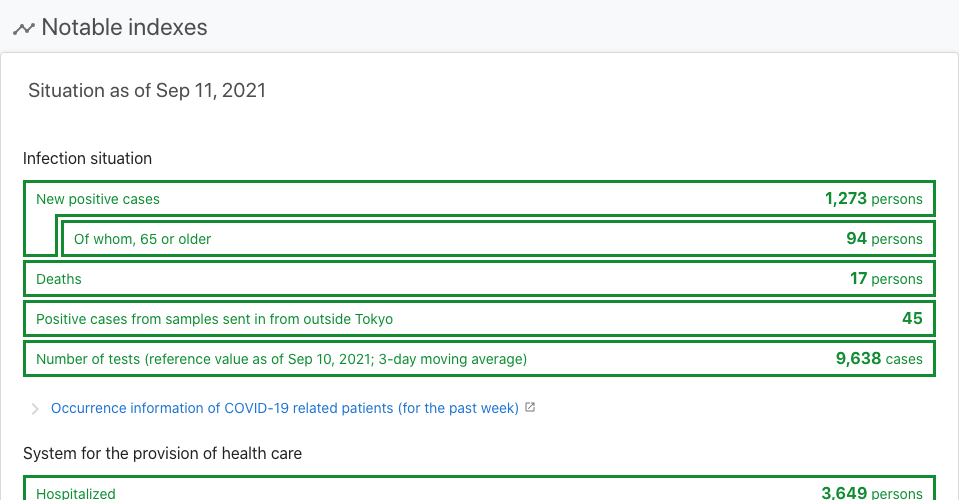 Notable indexes
Situation as of Sep 11, 2021
Infection situation
New positive cases 1,273 persons
Of whom, 65 or older 94 persons
Deaths 17 persons
Positive cases from samples sent in from outside Tokyo 45
Number of tests (reference value as of Sep 10, 2021; 3-day moving average) 9,638 cases
Occurrence information of COVID-19 related patients (for the past week)
System for the provision of health care
Hospitalized 3,649 persons